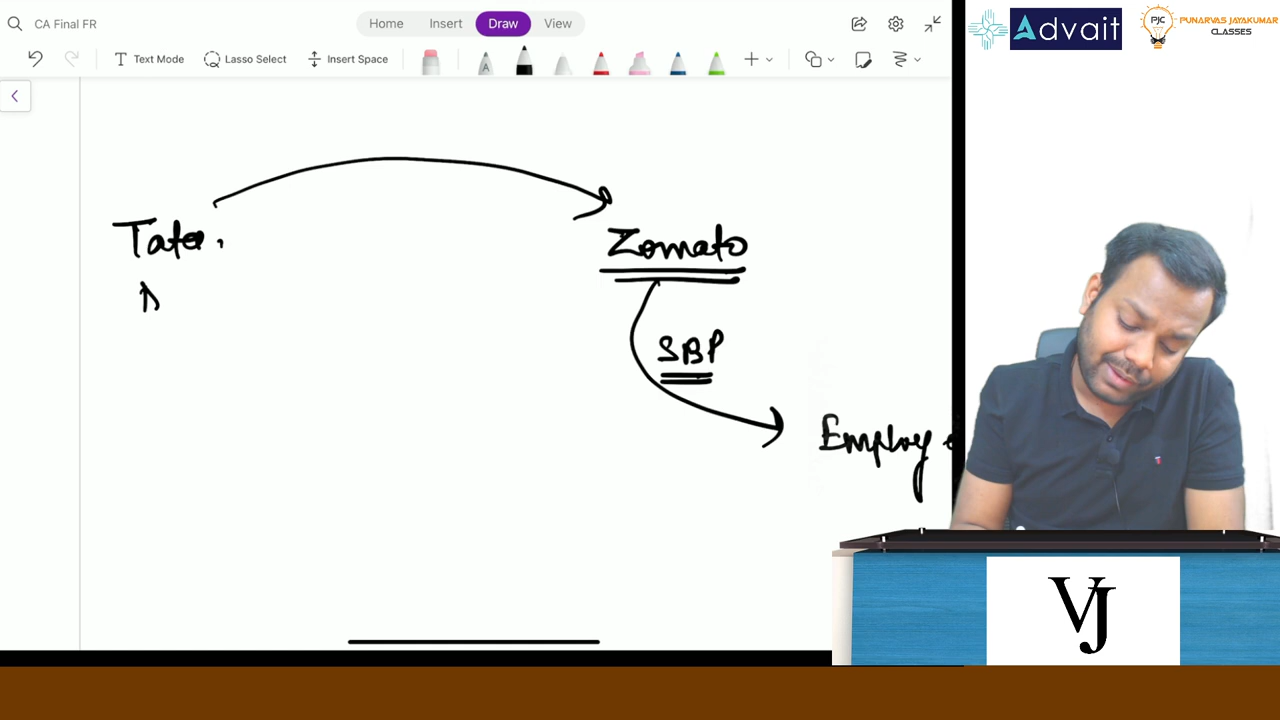 CA Final FR
Home Insert Draw View
Text Mode Lasso Select Insert Space
Advait
PJC PUNARVAS JAYAKUMAR
CLASSES
Tata.
Zomato
SBP
Employe
VJ